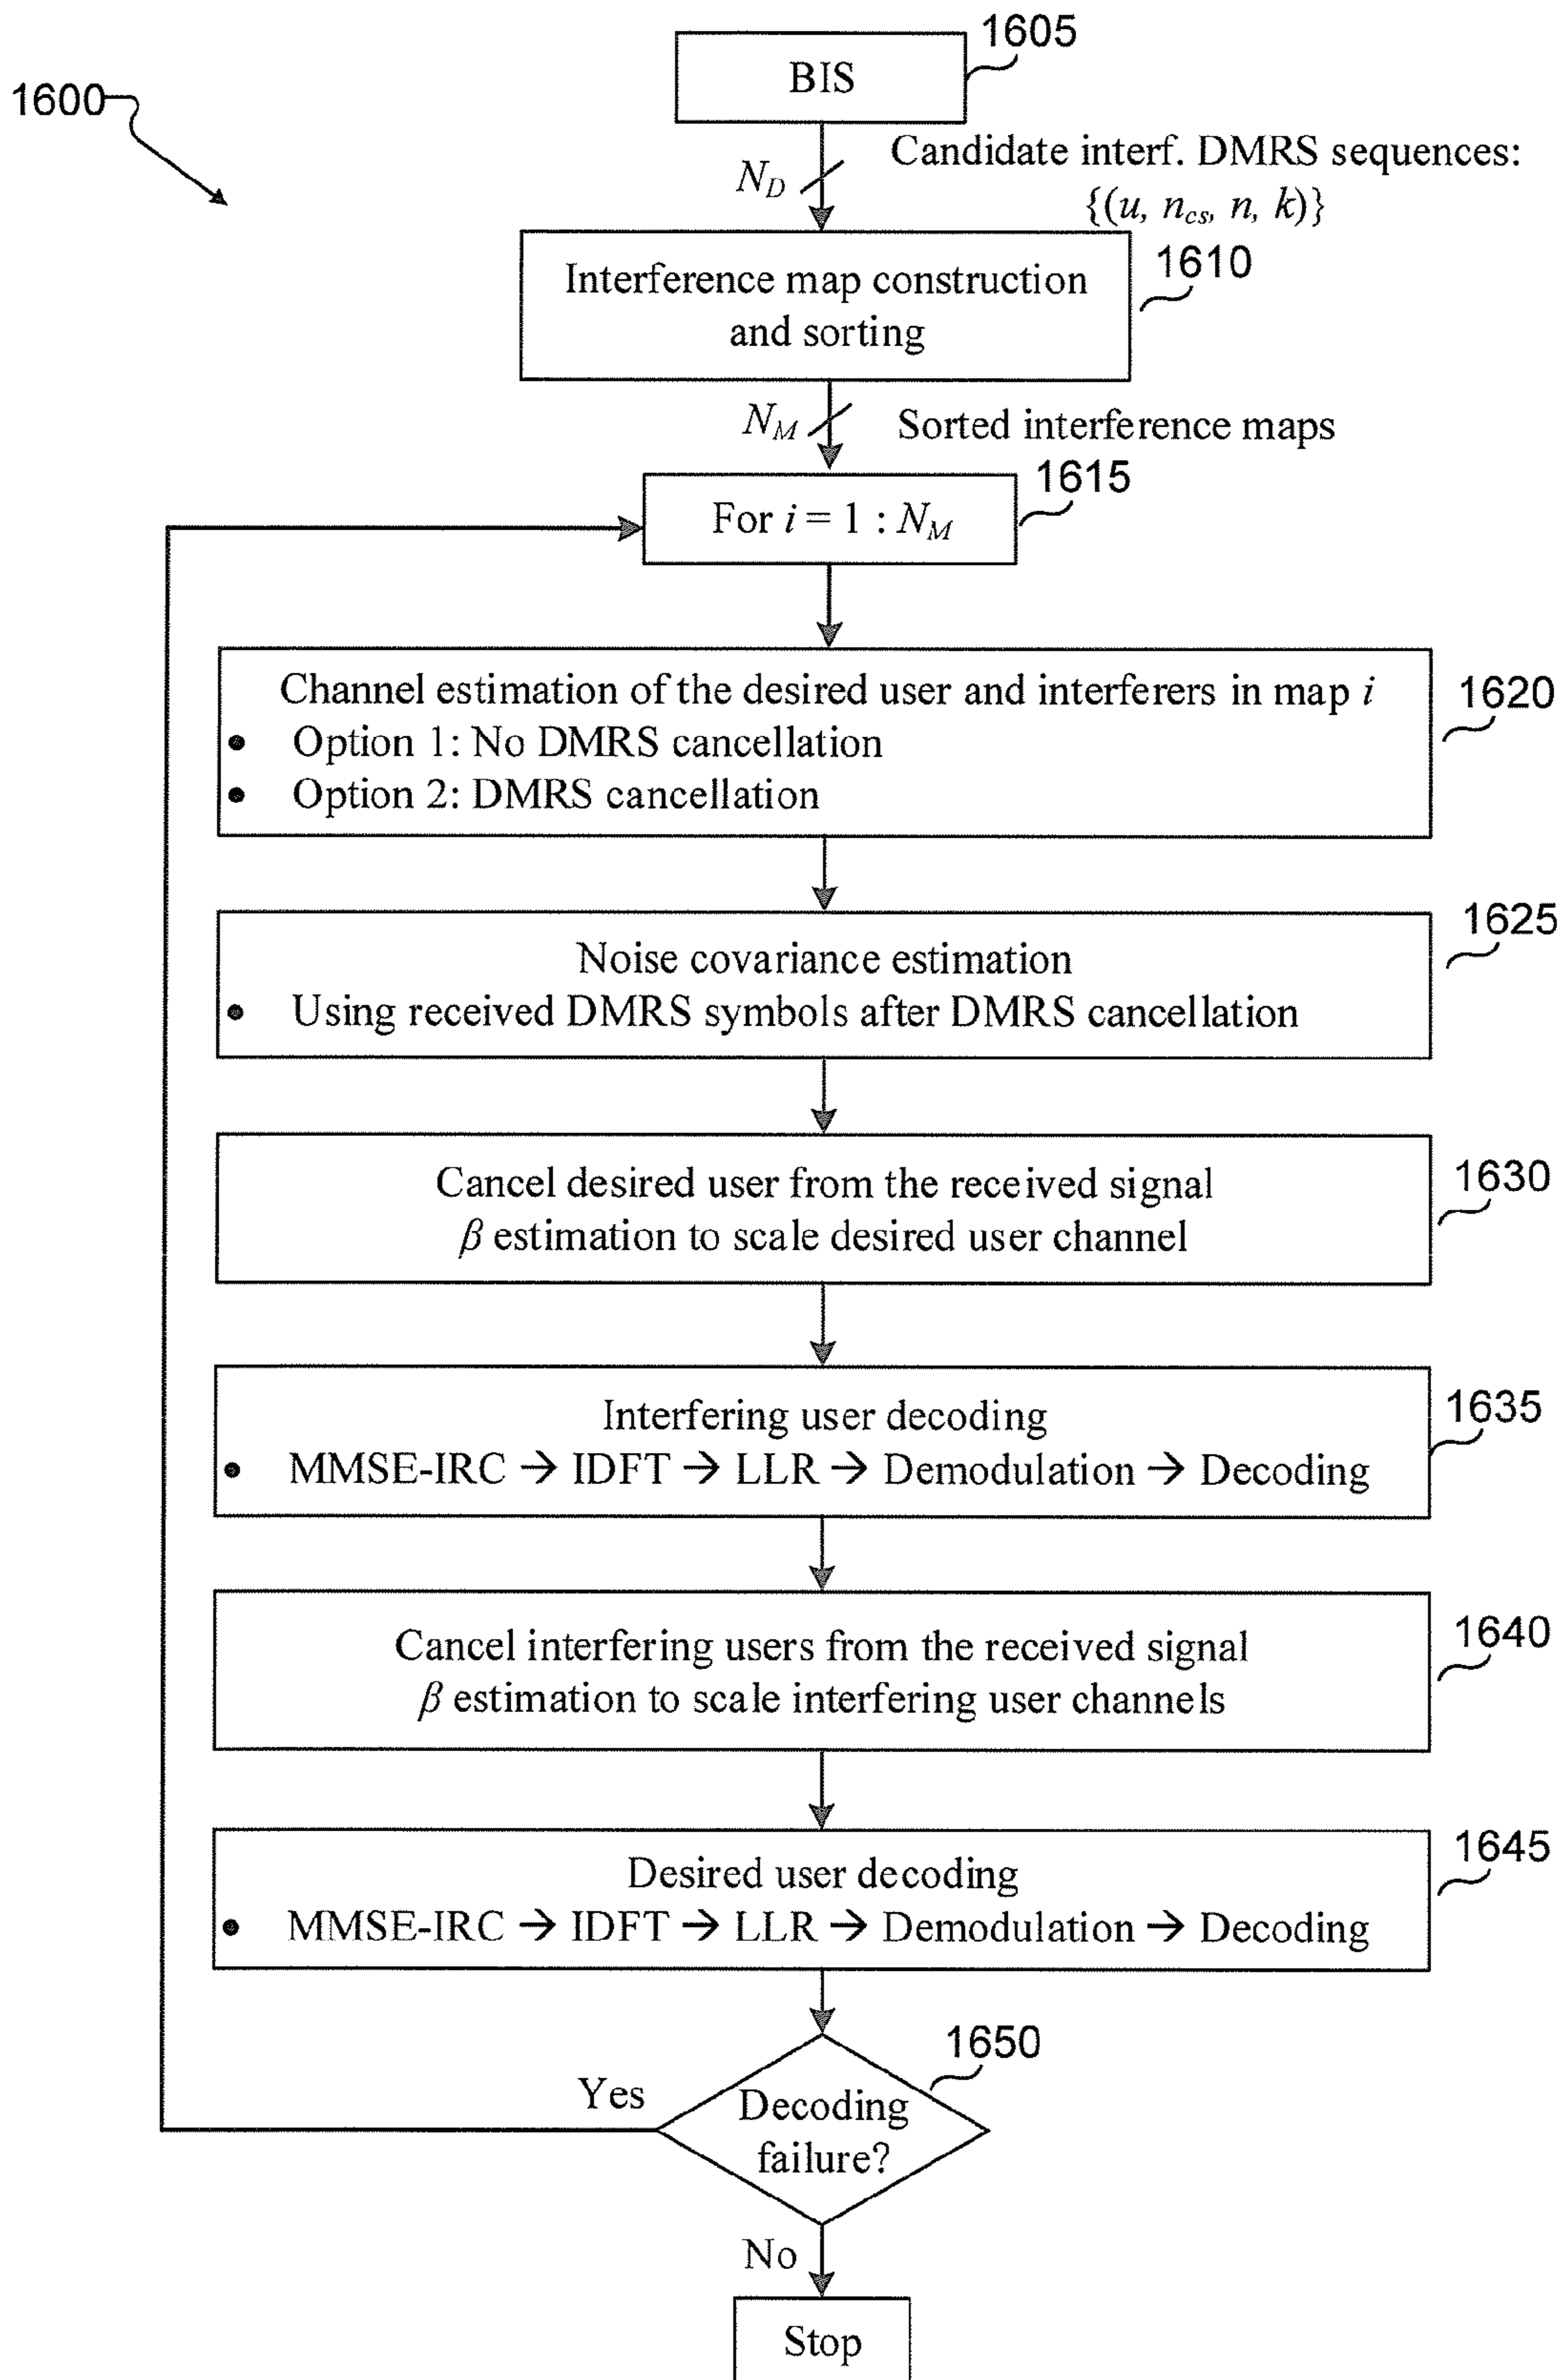 1600
BIS
1605
N_D
Candidate interf. DMRS sequences:
{(u, n_cs, n, k)}
Interference map construction
and sorting
1610
N_M
Sorted interference maps
For i = 1 : N_M
1615
Channel estimation of the desired user and interferers in map i
• Option 1: No DMRS cancellation
• Option 2: DMRS cancellation
1620
Noise covariance estimation
• Using received DMRS symbols after DMRS cancellation
1625
Cancel desired user from the received signal
β estimation to scale desired user channel
1630
Interfering user decoding
• MMSE-IRC → IDFT → LLR → Demodulation → Decoding
1635
Cancel interfering users from the received signal
β estimation to scale interfering user channels
1640
Desired user decoding
• MMSE-IRC → IDFT → LLR → Demodulation → Decoding
1645
Decoding
failure?
1650
Yes
No
Stop